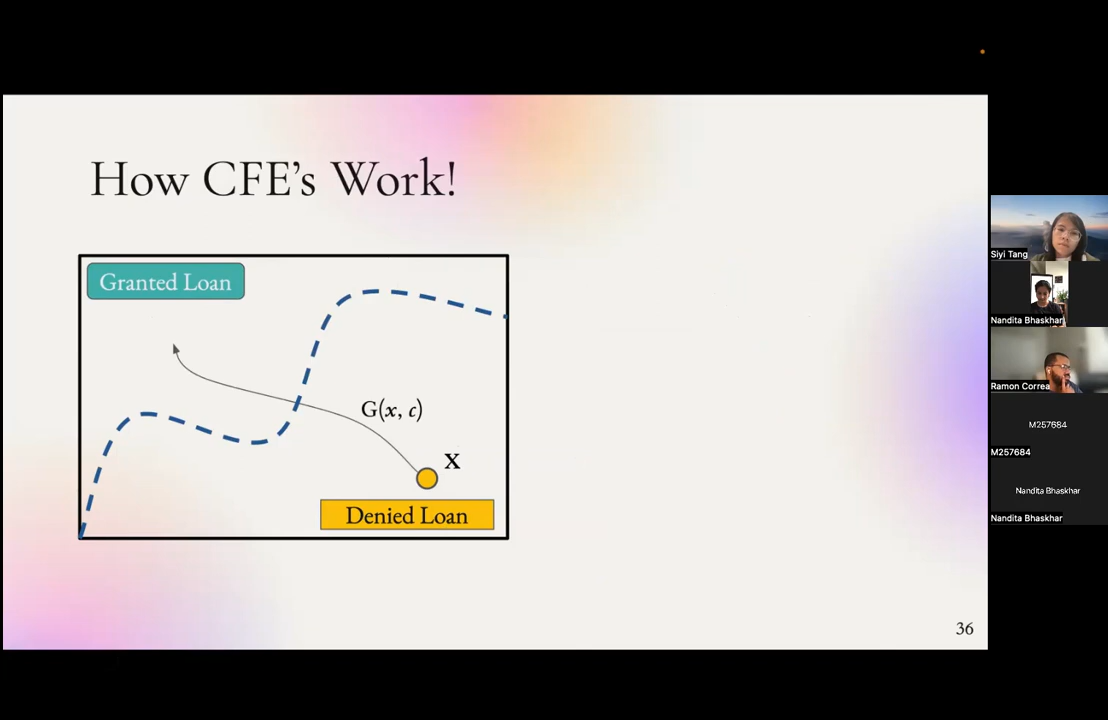 How CFE's Work!
Granted Loan
G(x, c)
x
Denied Loan
36
Siyi Tang
Nandita Bhaskhar
Ramon Correa
M257684
M257684
Nandita Bhaskhar
Nandita Bhaskhar